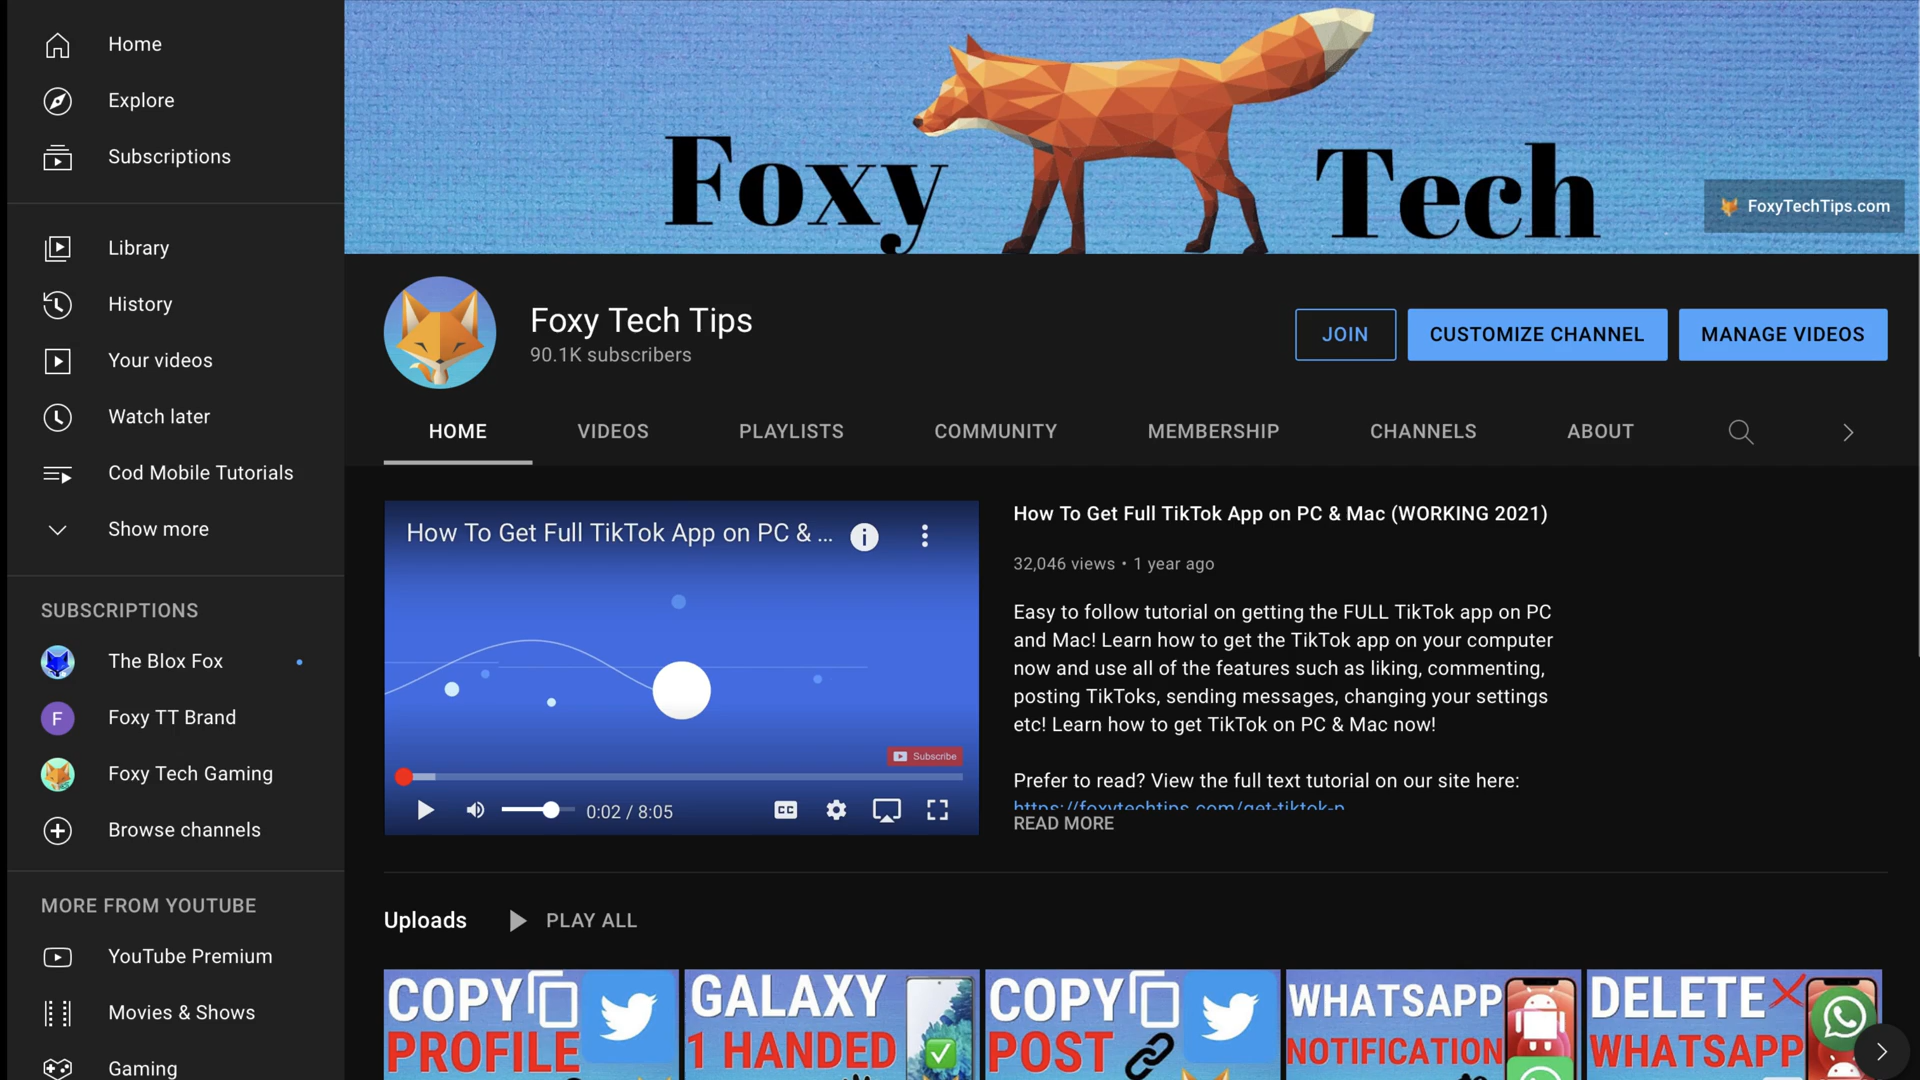 Home
Explore
Subscriptions
Library
History
Your videos
Watch later
Cod Mobile Tutorials
Show more
SUBSCRIPTIONS
The Blox Fox
F
Foxy TT Brand
Foxy Tech Gaming
Browse channels
MORE FROM YOUTUBE
YouTube Premium
Movies & Shows
Gaming
Foxy Tech
FoxyTechTips.com
Foxy Tech Tips
90.1K subscribers
JOIN
CUSTOMIZE CHANNEL
MANAGE VIDEOS
HOME
VIDEOS
PLAYLISTS
COMMUNITY
MEMBERSHIP
CHANNELS
ABOUT
How To Get Full TikTok App on PC & ...
Subscribe
0:02 / 8:05
CC
How To Get Full TikTok App on PC & Mac (WORKING 2021)
32,046 views • 1 year ago
Easy to follow tutorial on getting the FULL TikTok app on PC
and Mac! Learn how to get the TikTok app on your computer
now and use all of the features such as liking, commenting,
posting TikToks, sending messages, changing your settings
etc! Learn how to get TikTok on PC & Mac now!
Prefer to read? View the full text tutorial on our site here:
https://foxytechtips.com/get-tiktok-p
READ MORE
Uploads
PLAY ALL
COPY
PROFILE
GALAXY
1 HANDED
COPY
POST
WHATSAPP
NOTIFICATION
DELETE
WHATSAPP